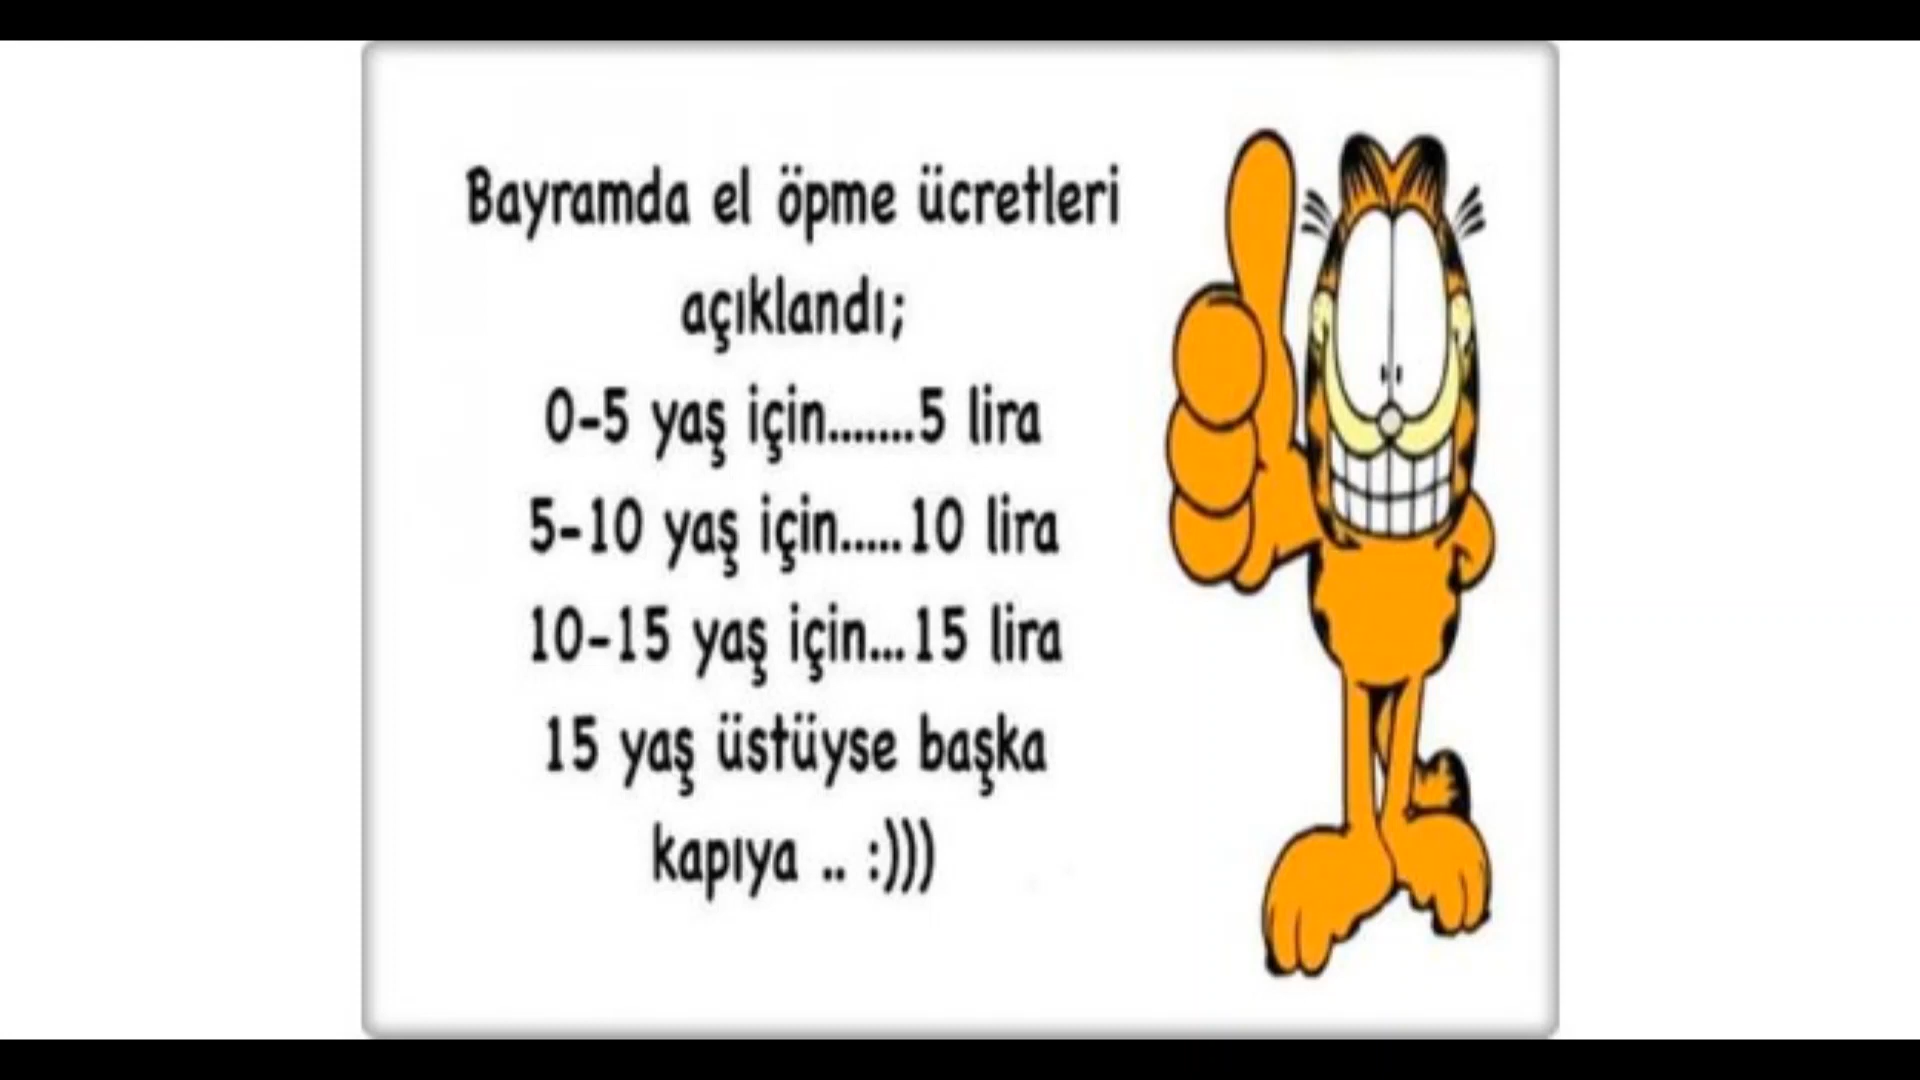 Bayramda el öpme ücretleri
açıklandı;
0-5 yaş için.......5 lira
5-10 yaş için.....10 lira
10-15 yaş için...15 lira
15 yaş üstüyse başka
kapıya .. :)))